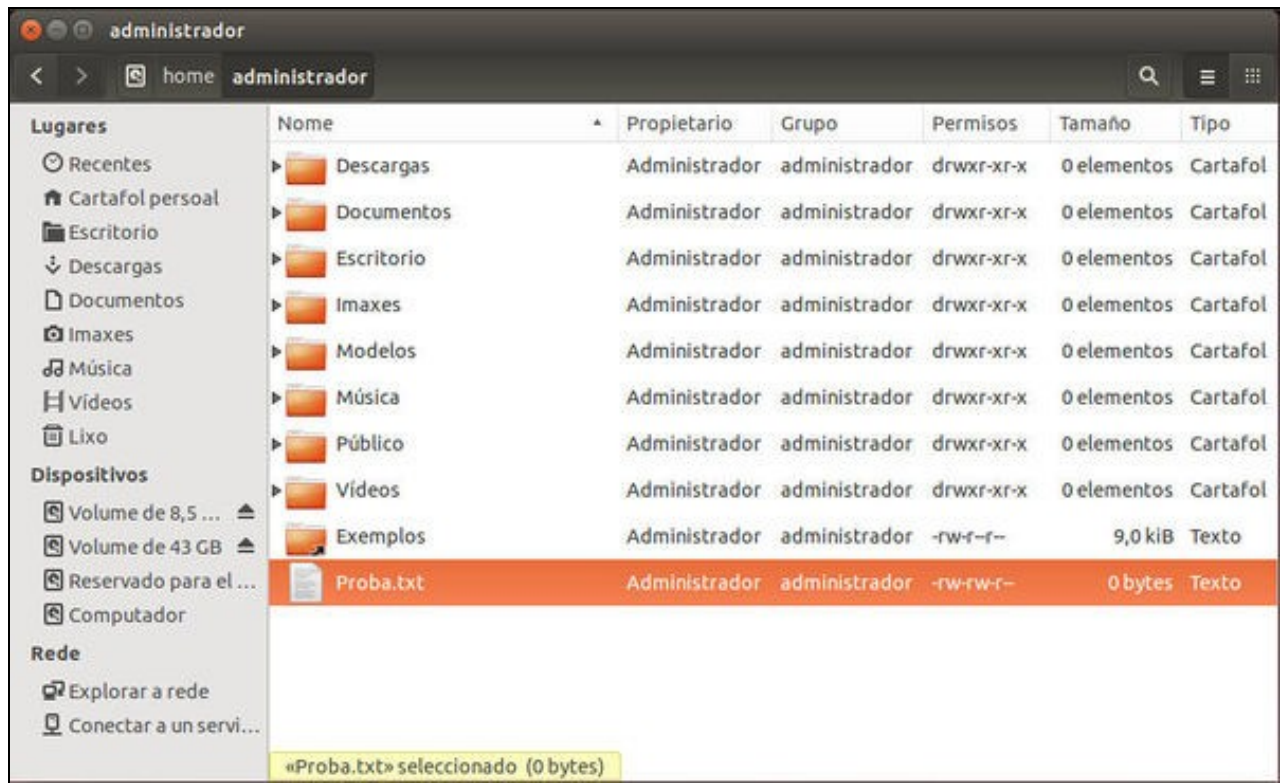 administrador
home administrador
Lugares
Recentes
Cartafol persoal
Escritorio
Descargas
Documentos
Imaxes
Música
Vídeos
Lixo
Dispositivos
Volume de 8,5 ...
Volume de 43 GB
Reservado para el ...
Computador
Rede
Explorar a rede
Conectar a un servi...
Nome Propietario Grupo Permisos Tamaño Tipo
Descargas Administrador administrador drwxr-xr-x 0 elementos Cartafol
Documentos Administrador administrador drwxr-xr-x 0 elementos Cartafol
Escritorio Administrador administrador drwxr-xr-x 0 elementos Cartafol
Imaxes Administrador administrador drwxr-xr-x 0 elementos Cartafol
Modelos Administrador administrador drwxr-xr-x 0 elementos Cartafol
Música Administrador administrador drwxr-xr-x 0 elementos Cartafol
Público Administrador administrador drwxr-xr-x 0 elementos Cartafol
Vídeos Administrador administrador drwxr-xr-x 0 elementos Cartafol
Exemplos Administrador administrador -rw-r--r-- 9,0 kiB Texto
Proba.txt Administrador administrador -rw-rw-r-- 0 bytes Texto
«Proba.txt» seleccionado (0 bytes)